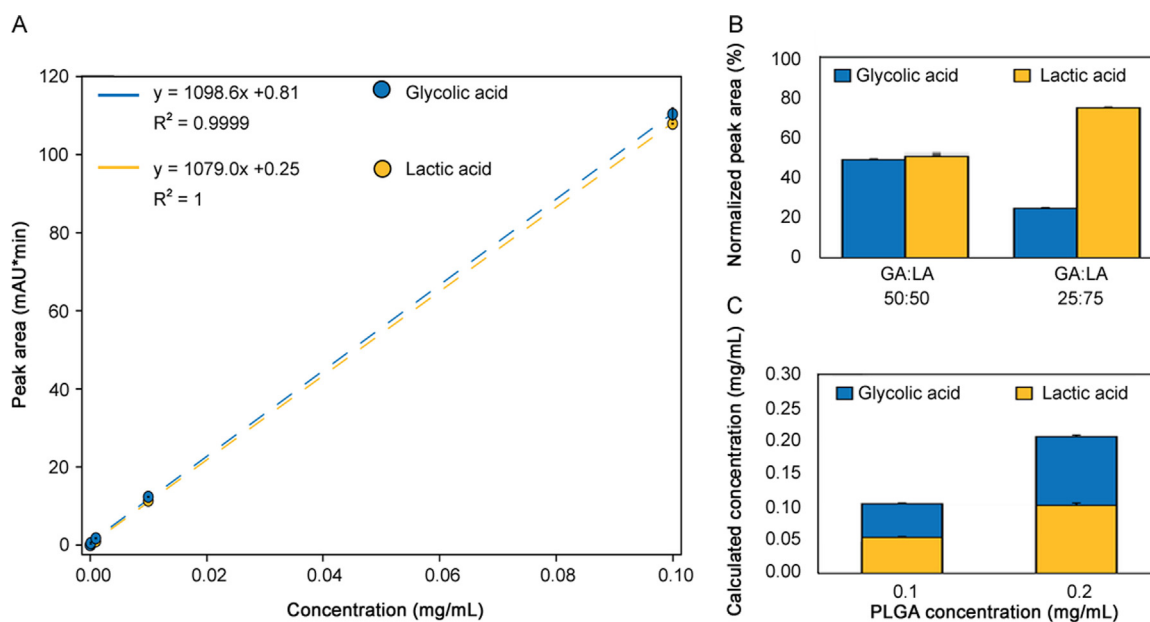 A
Peak area (mAU*min)
120
100
80
60
40
20
0
y = 1098.6x +0.81
R² = 0.9999
y = 1079.0x +0.25
R² = 1
Glycolic acid
Lactic acid
0.00 0.02 0.04 0.06 0.08 0.10
Concentration (mg/mL)
B
Normalized peak area (%)
100
80
60
40
20
0
Glycolic acid Lactic acid
GA:LA GA:LA
50:50 25:75
C
Calculated concentration (mg/mL)
0.30
0.25
0.20
0.15
0.10
0.05
0.00
Glycolic acid Lactic acid
0.1 0.2
PLGA concentration (mg/mL)